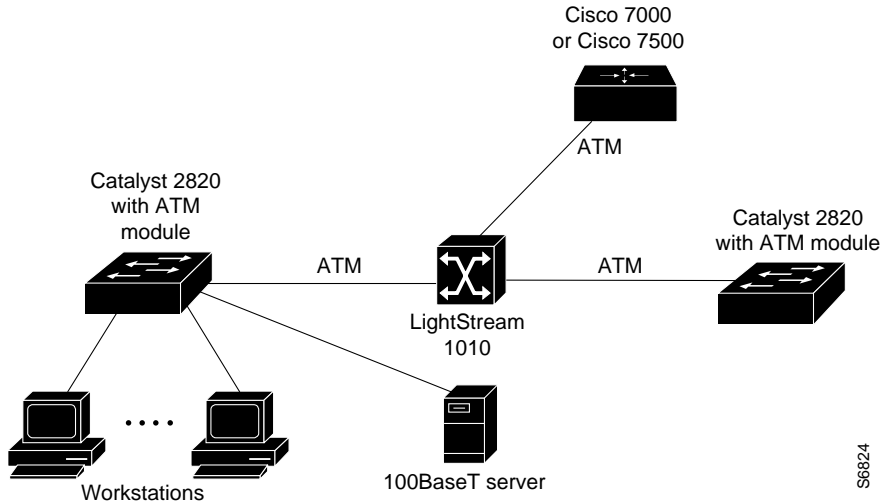 Cisco 7000
or Cisco 7500
ATM
Catalyst 2820
with ATM
module
ATM
ATM
Catalyst 2820
with ATM module
LightStream
1010
Workstations
100BaseT server
S6824